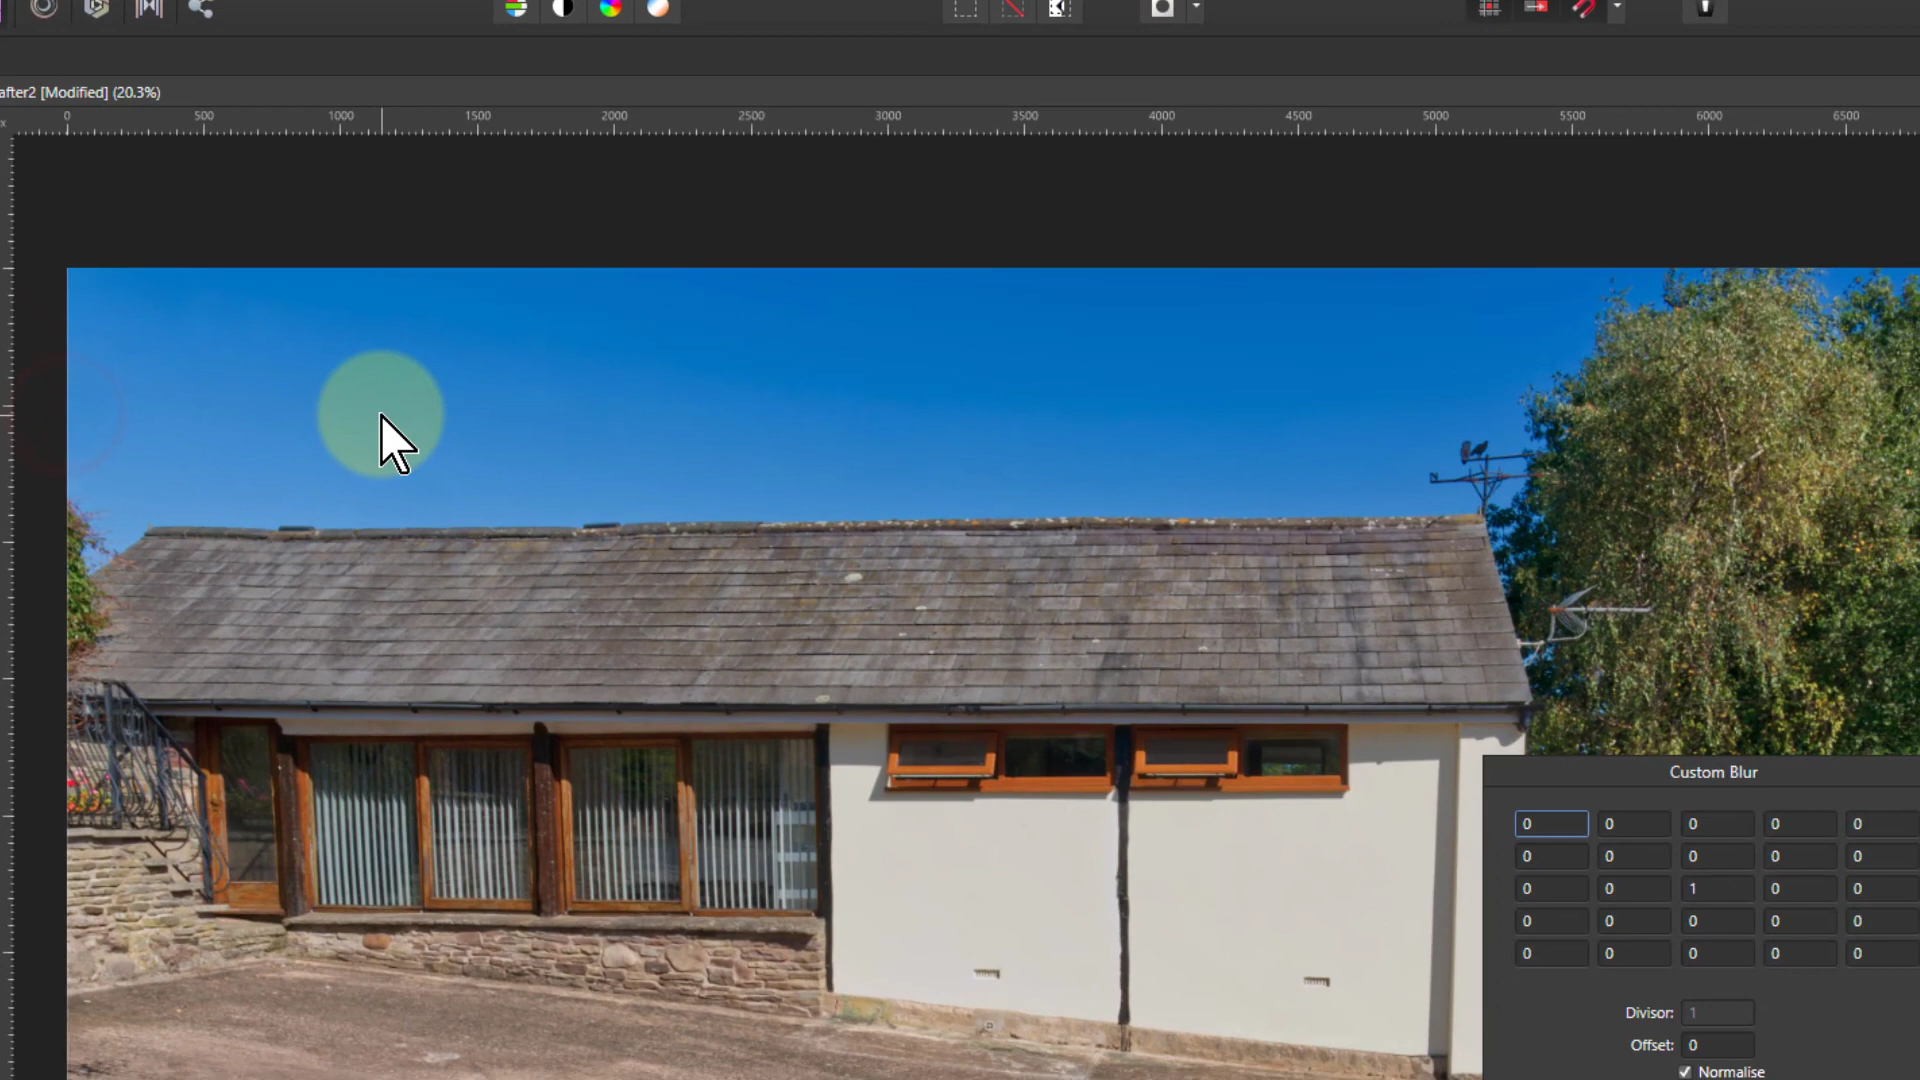 after2 [Modified] (20.3%)
x
0 500 1000 1500 2000 2500 3000 3500 4000 4500 5000 5500 6000 6500
N
Custom Blur
0 0 0 0 0
0 0 0 0 0
0 0 1 0 0
0 0 0 0 0
0 0 0 0 0
Divisor: 1
Offset: 0
Normalise